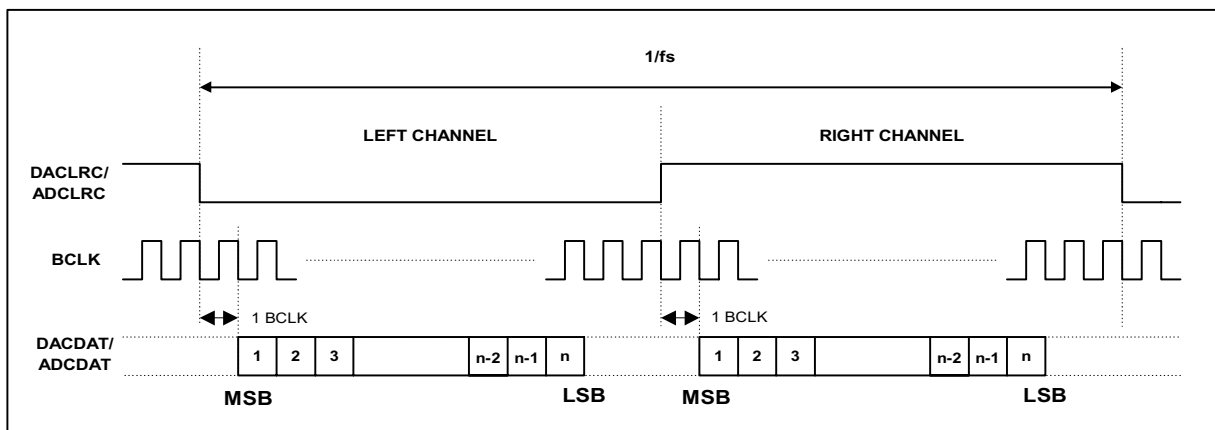 1/fs
LEFT CHANNEL RIGHT CHANNEL
DACLRC/
ADCLRC
BCLK
1 BCLK 1 BCLK
DACDAT/
ADCDAT
1 2 3 n-2 n-1 n 1 2 3 n-2 n-1 n
MSB LSB MSB LSB